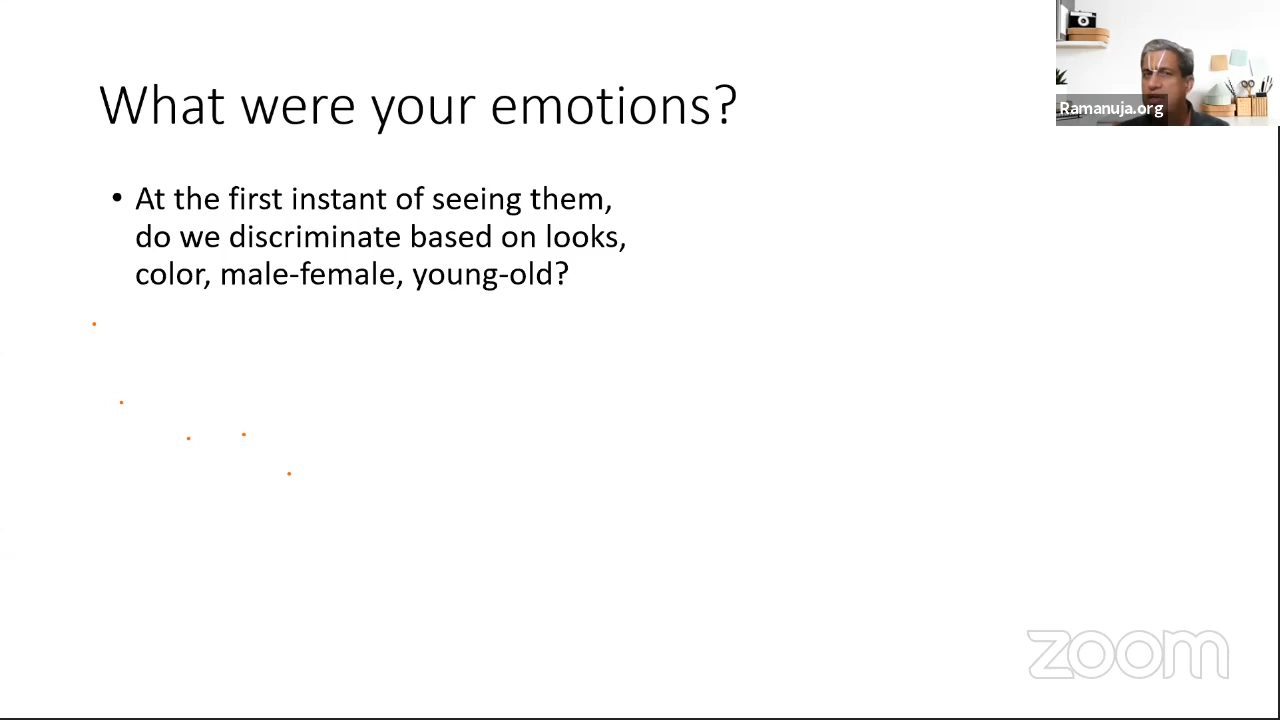 What were your emotions?
• At the first instant of seeing them,
do we discriminate based on looks,
color, male-female, young-old?
Ramanuja.org
zoom